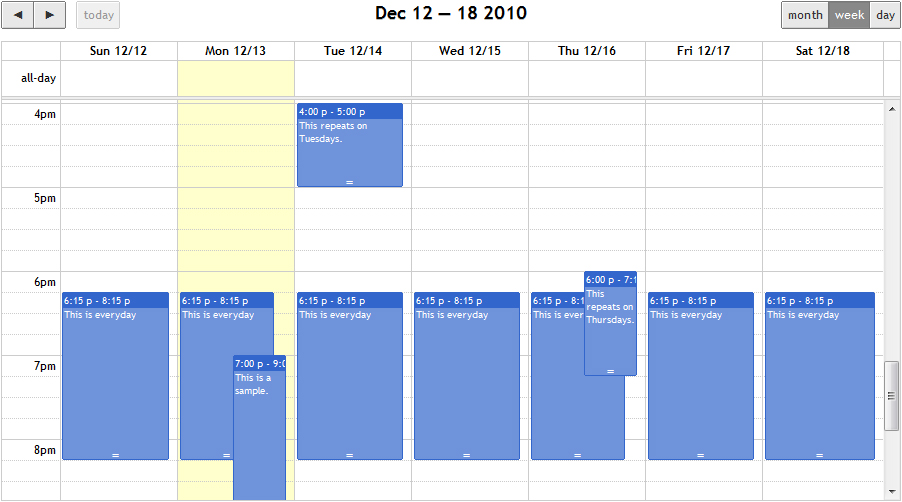 ◀ ▶ today Dec 12 — 18 2010 month week day
Sun 12/12 Mon 12/13 Tue 12/14 Wed 12/15 Thu 12/16 Fri 12/17 Sat 12/18
all-day
4pm
4:00 p - 5:00 p
This repeats on
Tuesdays.
5pm
6pm
6:00 p - 7:1
This
repeats on
Thursdays.
6:15 p - 8:15 p 6:15 p - 8:15 p 6:15 p - 8:15 p 6:15 p - 8:15 p 6:15 p - 8:1 6:15 p - 8:15 p 6:15 p - 8:15 p
This is everyday This is everyday This is everyday This is everyday This is ever This is everyday This is everyday
7pm
7:00 p - 9:0
This is a
sample.
8pm